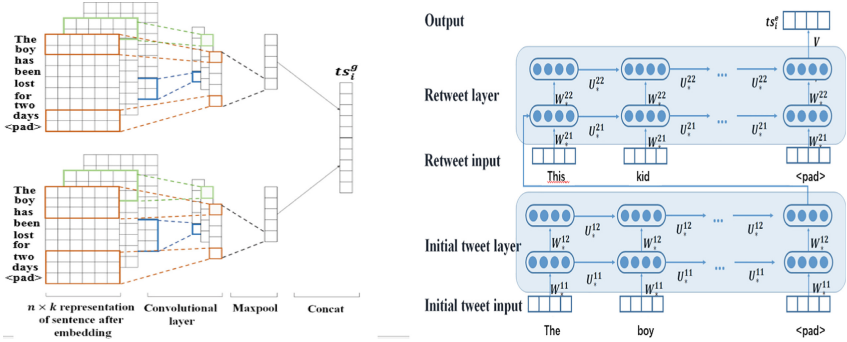 The
boy
has
been
lost
for
two
days
<pad>
ts_i^g
The
boy
has
been
lost
for
two
days
<pad>
n × k representation
of sentence after
embedding
Convolutional
layer
Maxpool
Concat
Output
ts_i^e
V
Retweet layer
U_*^22 U_*^22 ... U_*^22
W_*^22 W_*^22 W_*^22
U_*^21 U_*^21 ... U_*^21
W_*^21 W_*^21 W_*^21
Retweet input
This kid <pad>
Initial tweet layer
U_*^12 U_*^12 ... U_*^12
W_*^12 W_*^12 W_*^12
U_*^11 U_*^11 ... U_*^11
W_*^11 W_*^11 W_*^11
Initial tweet input
The boy <pad>